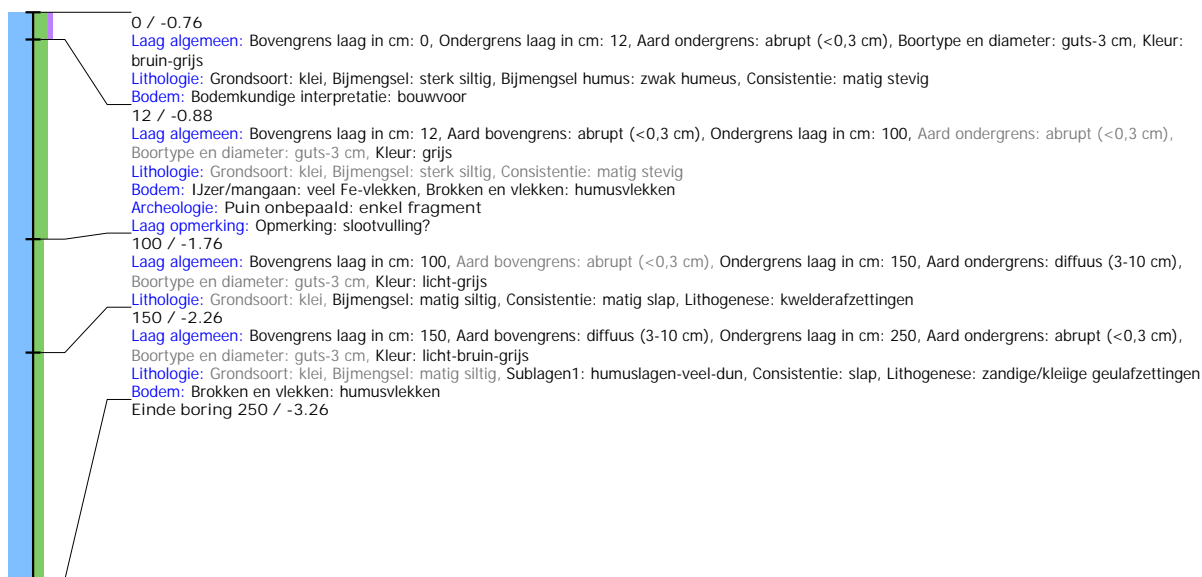 0 / -0.76
Laag algemeen: Bovengrens laag in cm: 0, Ondergrens laag in cm: 12, Aard ondergrens: abrupt (<0,3 cm), Boortype en diameter: guts-3 cm, Kleur:
bruin-grijs
Lithologie: Grondsoort: klei, Bijmengsel: sterk siltig, Bijmengsel humus: zwak humeus, Consistentie: matig stevig
Bodem: Bodemkundige interpretatie: bouwvoor
12 / -0.88
Laag algemeen: Bovengrens laag in cm: 12, Aard bovengrens: abrupt (<0,3 cm), Ondergrens laag in cm: 100, Aard ondergrens: abrupt (<0,3 cm),
Boortype en diameter: guts-3 cm, Kleur: grijs
Lithologie: Grondsoort: klei, Bijmengsel: sterk siltig, Consistentie: matig stevig
Bodem: IJzer/mangaan: veel Fe-vlekken, Brokken en vlekken: humusvlekken
Archeologie: Puin onbepaald: enkel fragment
Laag opmerking: Opmerking: slootvulling?
100 / -1.76
Laag algemeen: Bovengrens laag in cm: 100, Aard bovengrens: abrupt (<0,3 cm), Ondergrens laag in cm: 150, Aard ondergrens: diffuus (3-10 cm),
Boortype en diameter: guts-3 cm, Kleur: licht-grijs
Lithologie: Grondsoort: klei, Bijmengsel: matig siltig, Consistentie: matig slap, Lithogenese: kwelderafzettingen
150 / -2.26
Laag algemeen: Bovengrens laag in cm: 150, Aard bovengrens: diffuus (3-10 cm), Ondergrens laag in cm: 250, Aard ondergrens: abrupt (<0,3 cm),
Boortype en diameter: guts-3 cm, Kleur: licht-bruin-grijs
Lithologie: Grondsoort: klei, Bijmengsel: matig siltig, Sublagen1: humuslagen-veel-dun, Consistentie: slap, Lithogenese: zandige/kleiige geulafzettingen
Bodem: Brokken en vlekken: humusvlekken
Einde boring 250 / -3.26